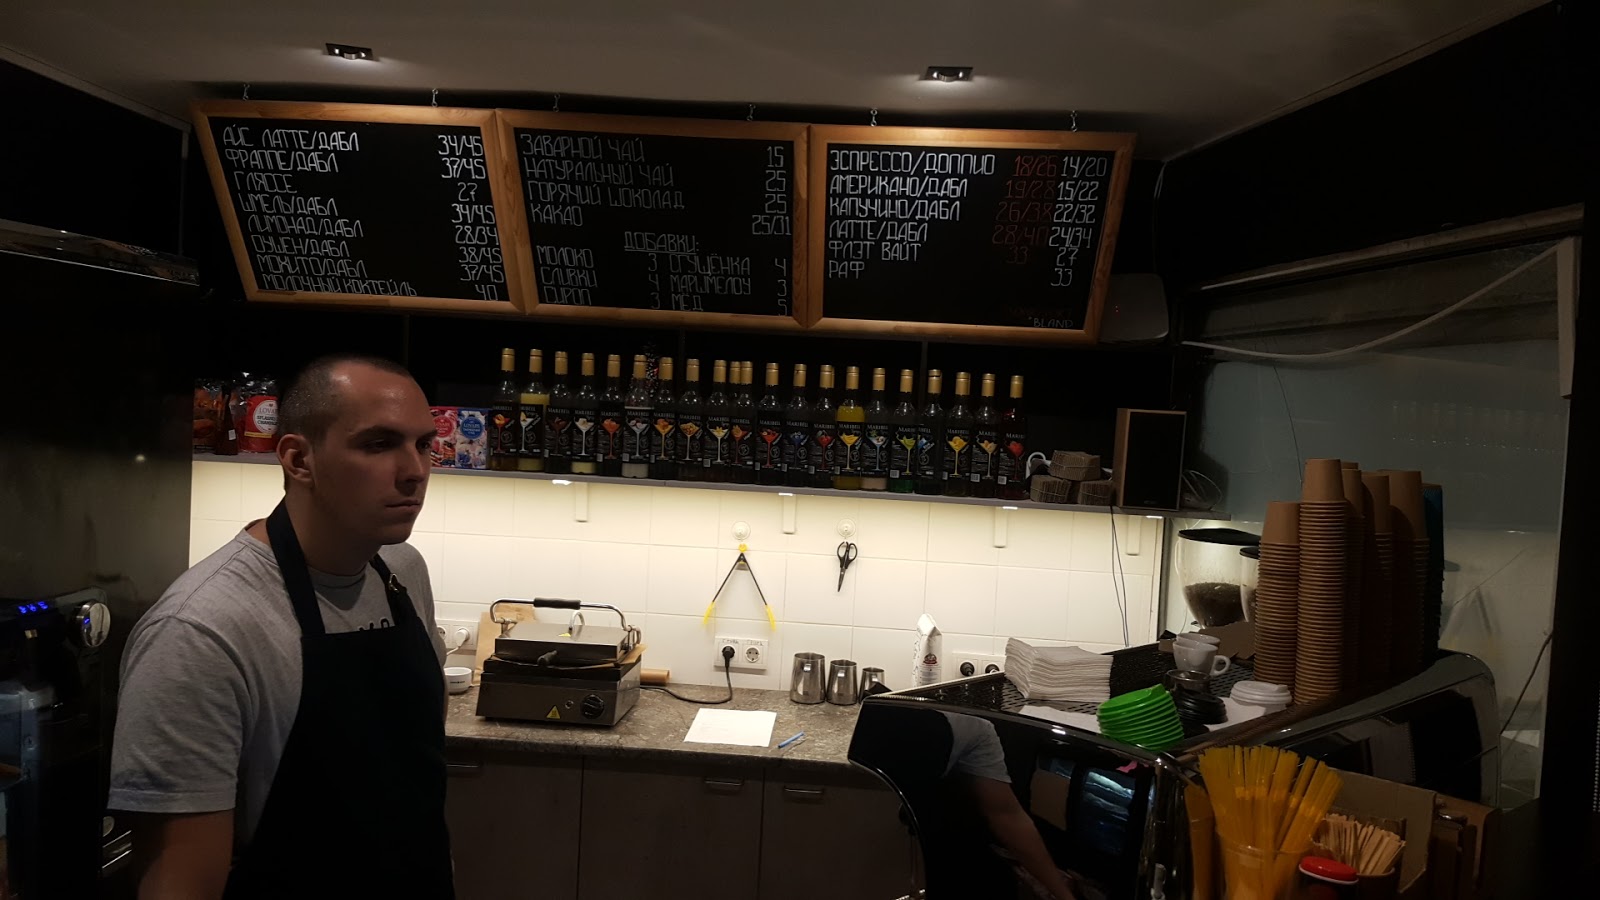 АЙС ЛАТТЕ/ДАБЛ 34/45
ФРАППЕ/ДАБЛ 37/45
ГЛЯССЕ 27
ШМЕЛЬ/ДАБЛ 34/45
ЛИМОНАД/ДАБЛ 28/34
ОУШЕН/ДАБЛ 38/45
МОХИТО/ДАБЛ 37/45
МОЛОЧНЫЙ КОКТЕЙЛЬ 40
ЗАВАРНОЙ ЧАЙ 15
НАТУРАЛЬНЫЙ ЧАЙ 25
ГОРЯЧИЙ ШОКОЛАД 25
КАКАО 25/31
ДОБАВКИ:
МОЛОКО 3 СГУЩЁНКА 4
СЛИВКИ 4 МАРШМЕЛОУ 3
СИРОП 3 МЁД 5
ЭСПРЕССО/ДОППИО 18/26 14/20
АМЕРИКАНО/ДАБЛ 19/28 15/22
КАПУЧИНО/ДАБЛ 26/38 22/32
ЛАТТЕ/ДАБЛ 28/40 24/34
ФЛЭТ ВАЙТ 33 27
РАФ 33
*BLAND
LOVARE
MARIBELL